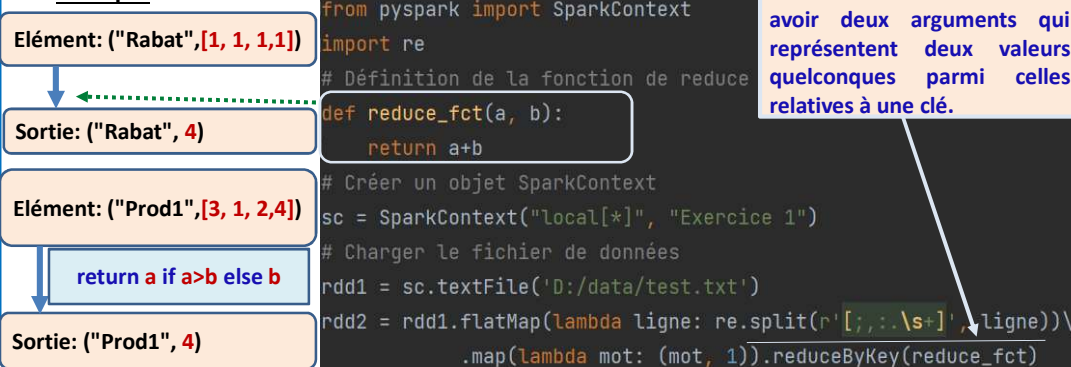 Elément: ("Rabat",[1, 1, 1,1])
Sortie: ("Rabat", 4)
Elément: ("Prod1",[3, 1, 2,4])
return a if a>b else b
Sortie: ("Prod1", 4)
from pyspark import SparkContext
import re
# Définition de la fonction de reduce
def reduce_fct(a, b):
    return a+b
# Créer un objet SparkContext
sc = SparkContext("local[*]", "Exercice 1")
# Charger le fichier de données
rdd1 = sc.textFile('D:/data/test.txt')
rdd2 = rdd1.flatMap(lambda ligne: re.split(r'[;,:.\s+]', ligne))\
.map(lambda mot: (mot, 1)).reduceByKey(reduce_fct)
avoir deux arguments qui
représentent deux valeurs
quelconques parmi celles
relatives à une clé.